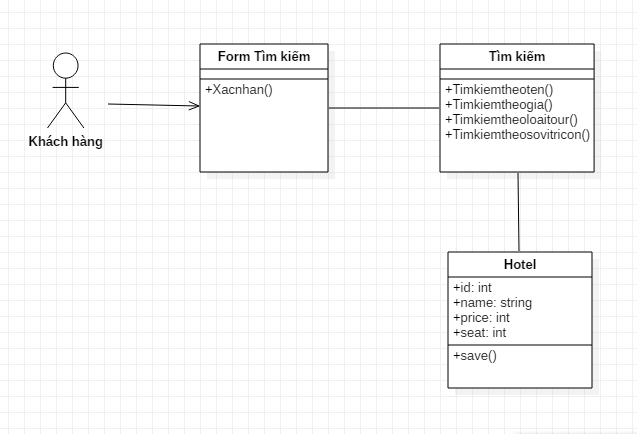 Khách hàng
Form Tìm kiếm
+Xacnhan()
Tìm kiếm
+Timkiemtheoten()
+Timkiemtheogia()
+Timkiemtheoloaitour()
+Timkiemtheosovitricon()
Hotel
+id: int
+name: string
+price: int
+seat: int
+save()